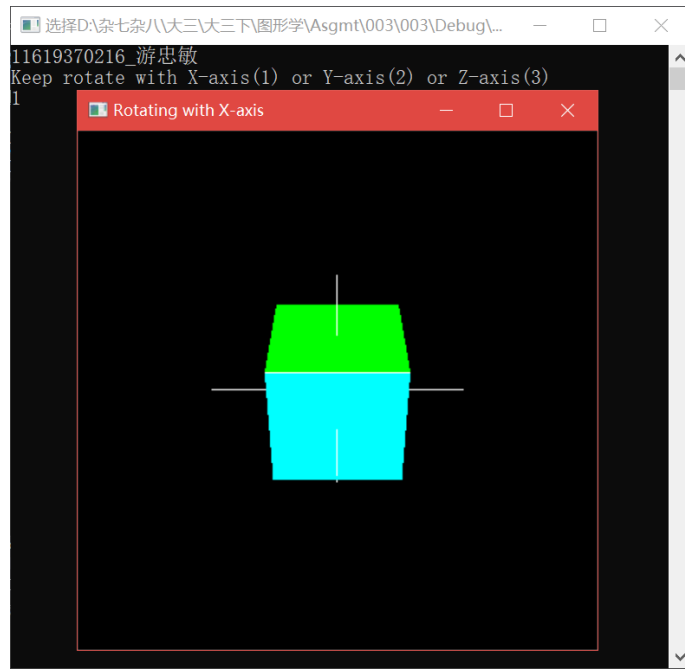 选择D:\杂七杂八\大三\大三下\图形学\Asgmt\003\003\Debug\...
11619370216_游忠敏
Keep rotate with X-axis(1) or Y-axis(2) or Z-axis(3)
1
Rotating with X-axis